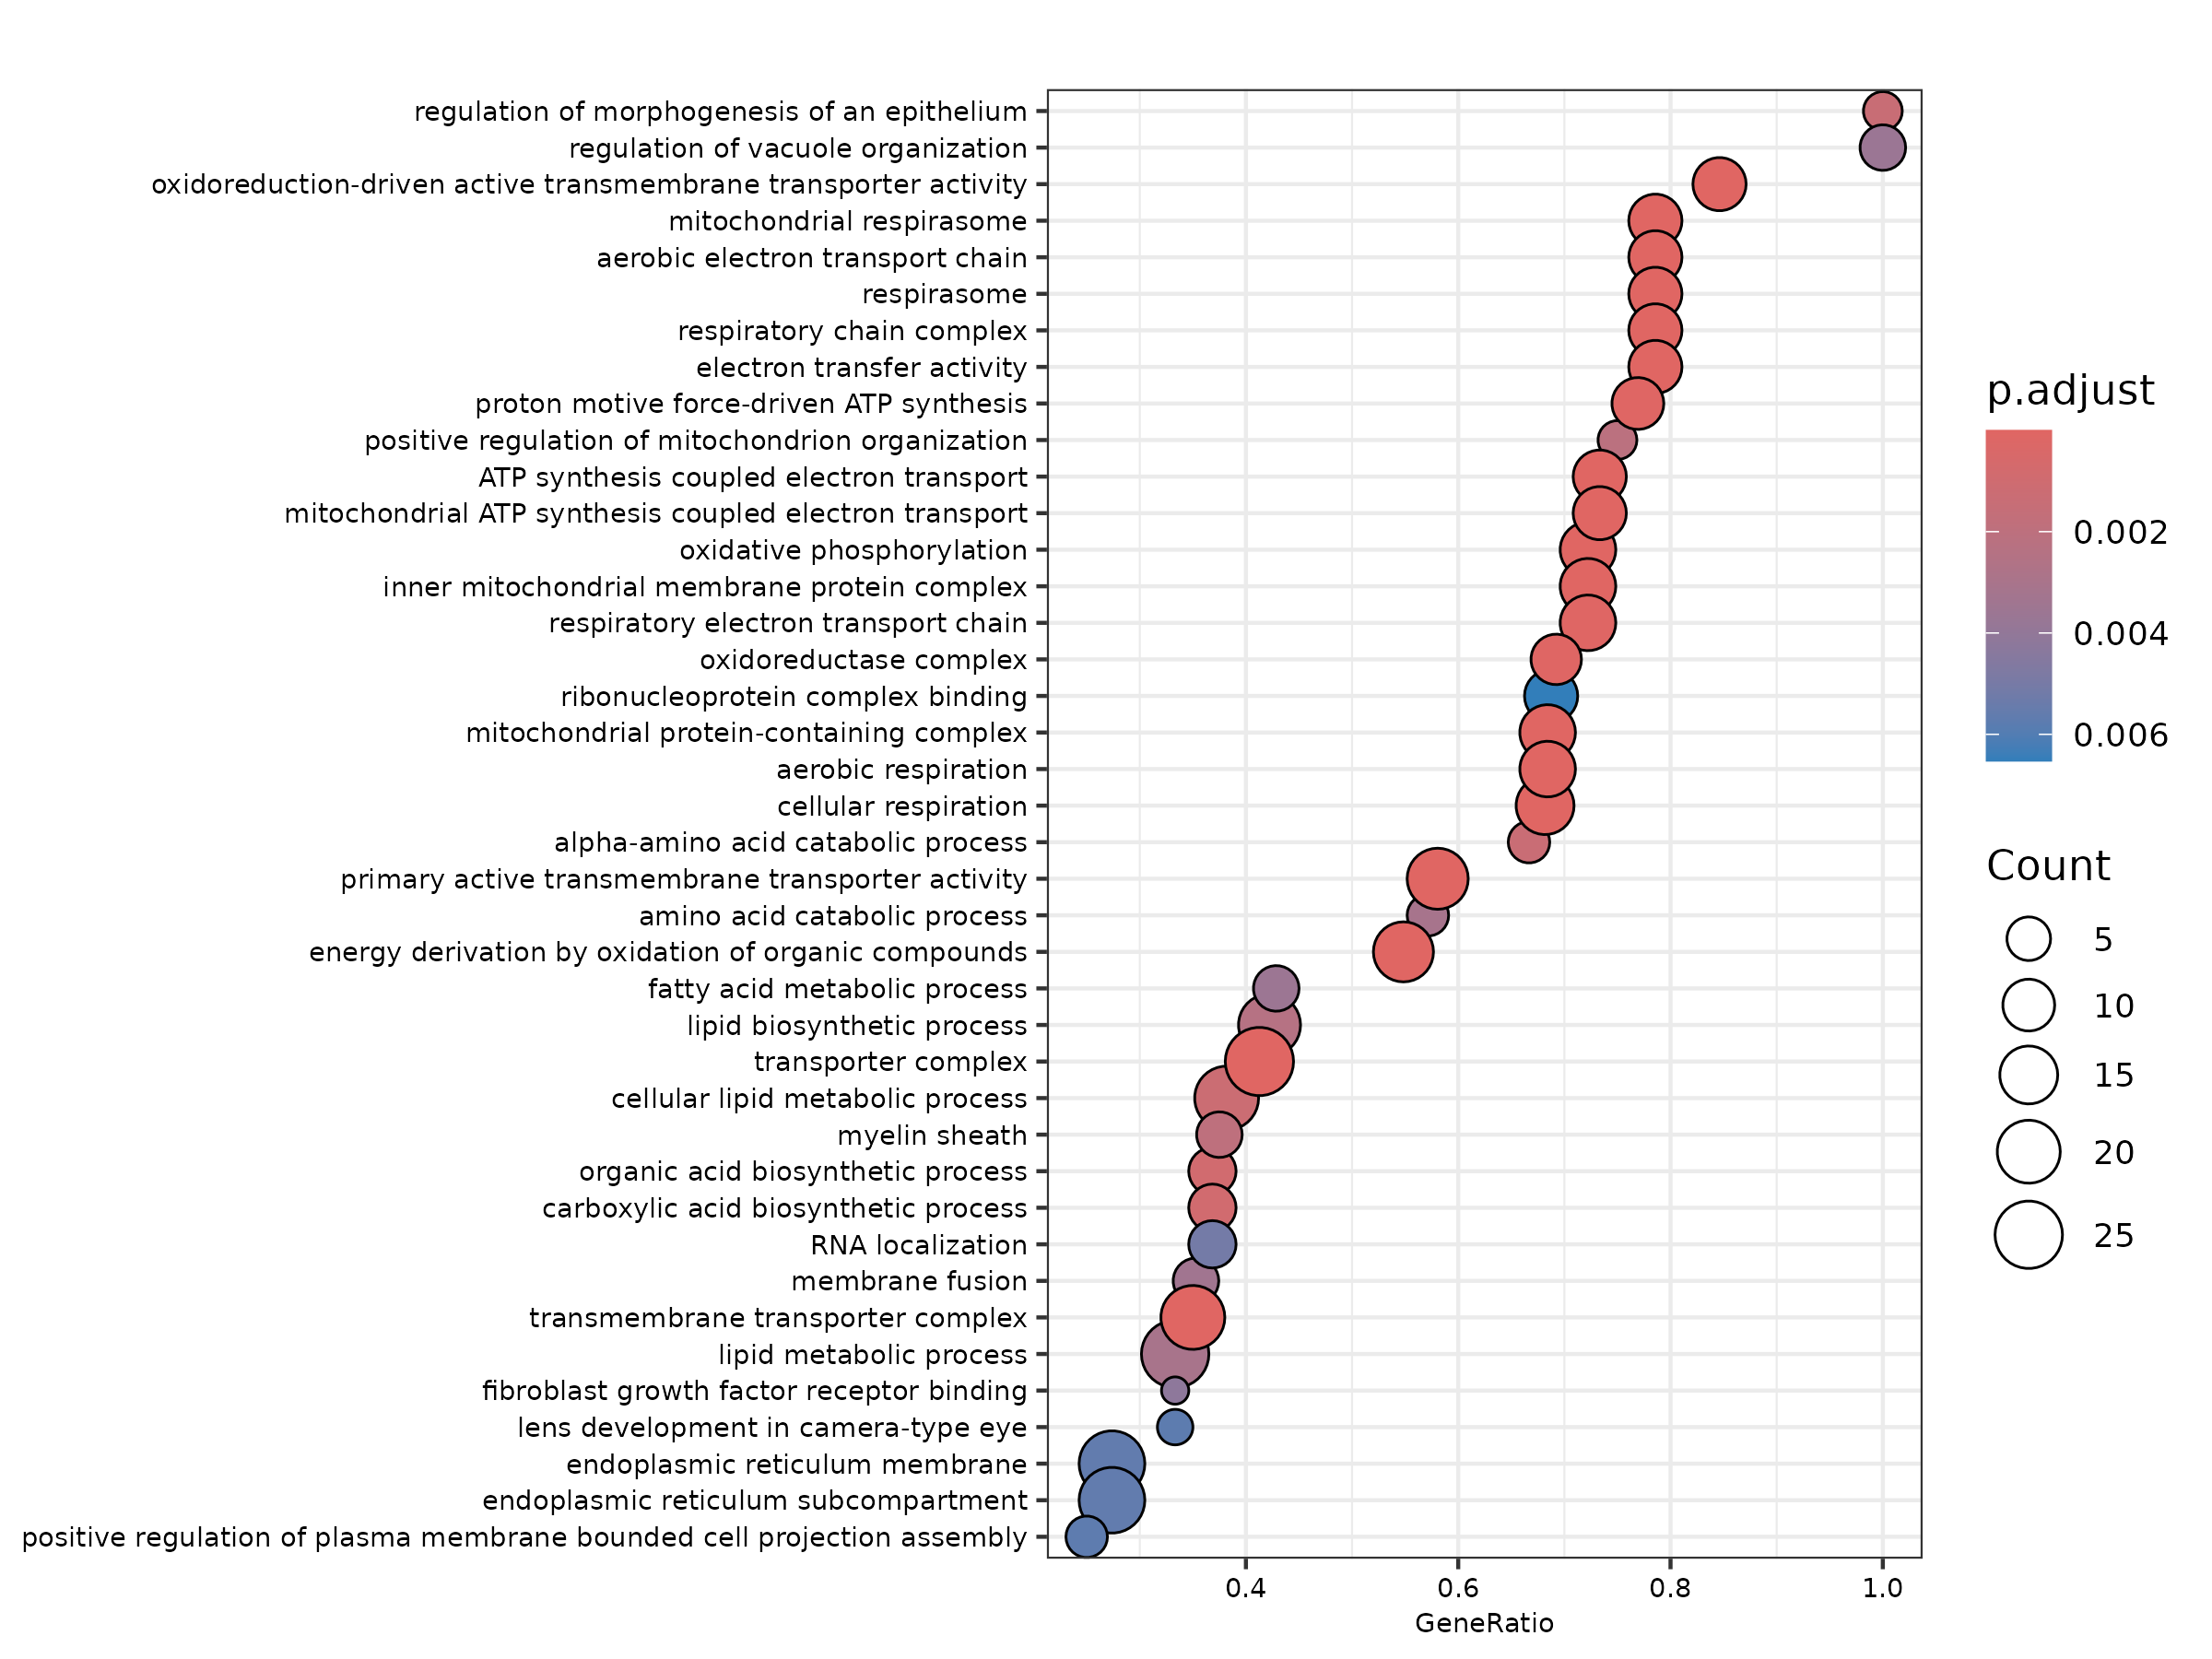 regulation of morphogenesis of an epithelium
regulation of vacuole organization
oxidoreduction-driven active transmembrane transporter activity
mitochondrial respirasome
aerobic electron transport chain
respirasome
respiratory chain complex
electron transfer activity
proton motive force-driven ATP synthesis
positive regulation of mitochondrion organization
ATP synthesis coupled electron transport
mitochondrial ATP synthesis coupled electron transport
oxidative phosphorylation
inner mitochondrial membrane protein complex
respiratory electron transport chain
oxidoreductase complex
ribonucleoprotein complex binding
mitochondrial protein-containing complex
aerobic respiration
cellular respiration
alpha-amino acid catabolic process
primary active transmembrane transporter activity
amino acid catabolic process
energy derivation by oxidation of organic compounds
fatty acid metabolic process
lipid biosynthetic process
transporter complex
cellular lipid metabolic process
myelin sheath
organic acid biosynthetic process
carboxylic acid biosynthetic process
RNA localization
membrane fusion
transmembrane transporter complex
lipid metabolic process
fibroblast growth factor receptor binding
lens development in camera-type eye
endoplasmic reticulum membrane
endoplasmic reticulum subcompartment
positive regulation of plasma membrane bounded cell projection assembly
0.4 0.6 0.8 1.0
GeneRatio
p.adjust
0.002
0.004
0.006
Count
5
10
15
20
25